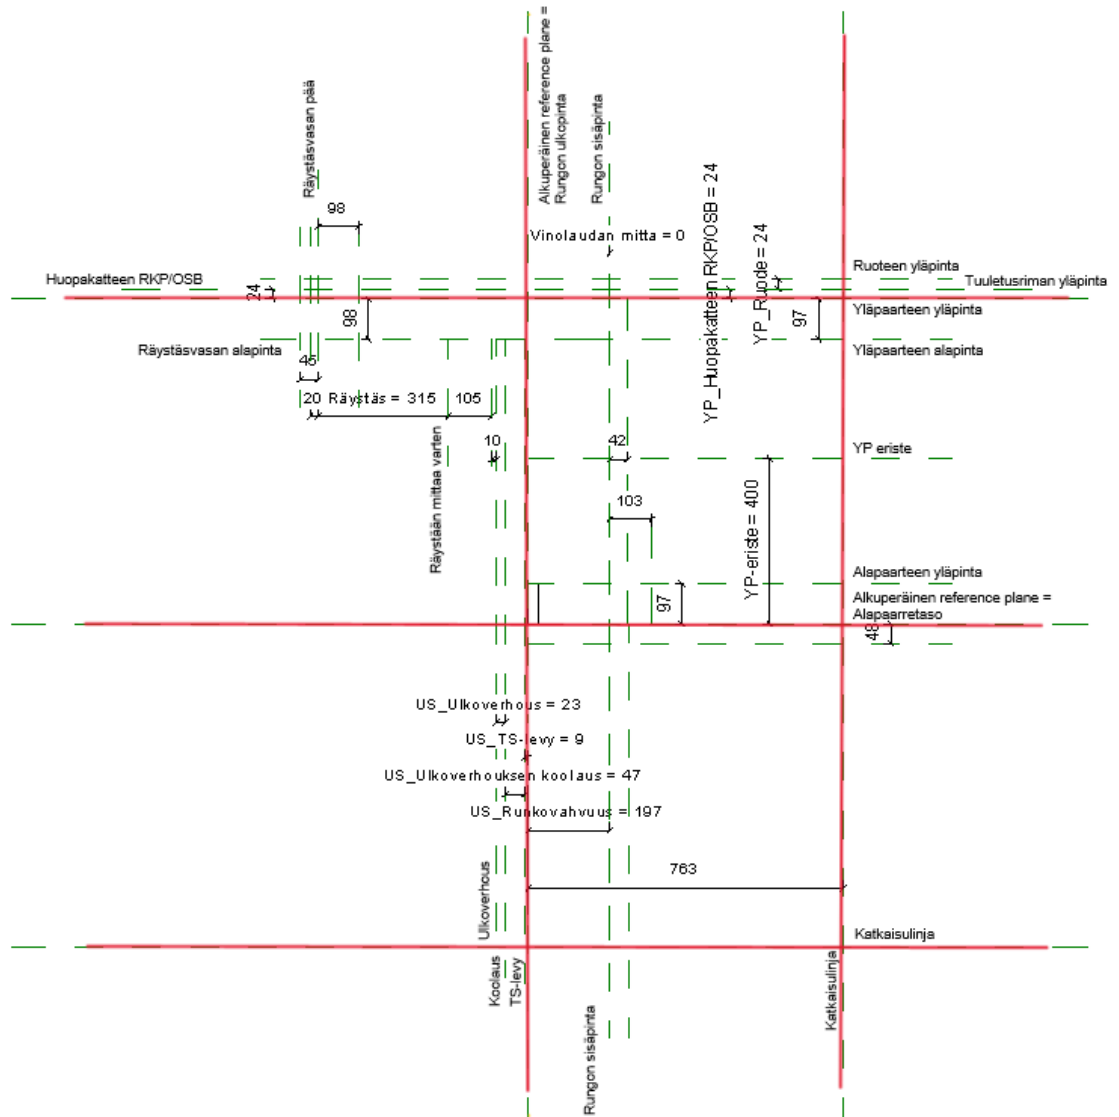 Alkuperäinen reference plane =
Rungon ulkopinta
Rungon sisäpinta
Räystäsvasan pää
98
Vinolaudan mitta = 0
YP_Huopakatteen RKP/OSB = 24
YP_Ruode = 24
Huopakatteen RKP/OSB
24
Ruoteen yläpinta
Tuuletusriman yläpinta
Yläpaarteen yläpinta
98
97
Räystäsvasan alapinta
Yläpaarteen alapinta
45
20 Räystäs = 315
105
Räystään mittaa varten
10
42
YP eriste
103
YP-eriste = 400
97
Alapaarteen yläpinta
Alkuperäinen reference plane =
Alapaarretaso
48
US_Ulkoverhous = 23
US_TS-levy = 9
US_Ulkoverhouksen koolaus = 47
US_Runkovahvuus = 197
763
Ulkoverhous
Koolaus
TS-levy
Rungon sisäpinta
Katkaisulinja
Katkaisulinja